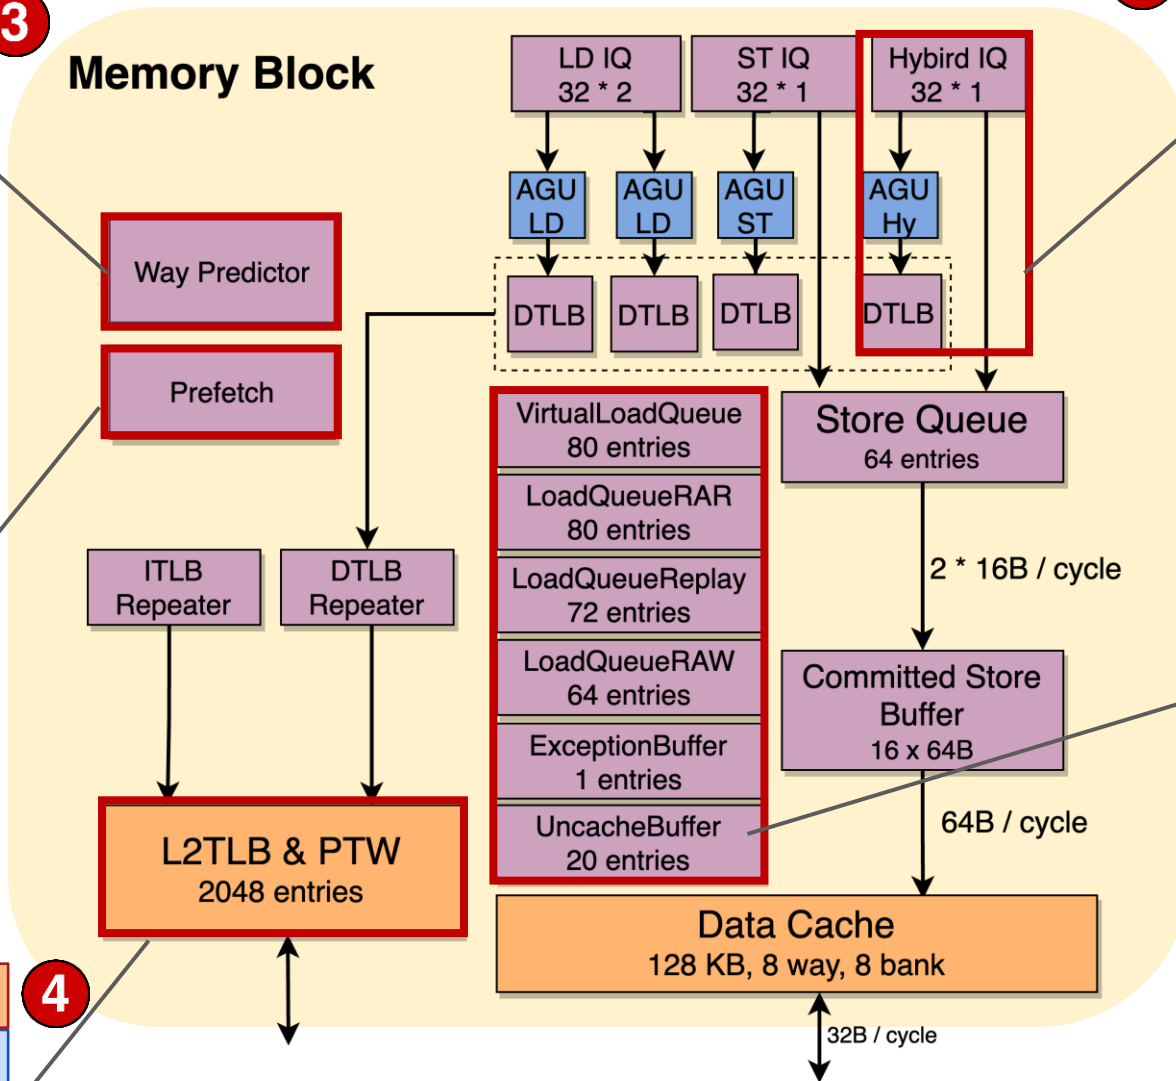 3
Memory Block
LD IQ
32 * 2
ST IQ
32 * 1
Hybird IQ
32 * 1
AGU
LD
AGU
LD
AGU
ST
AGU
Hy
DTLB
DTLB
DTLB
DTLB
Way Predictor
Prefetch
VirtualLoadQueue
80 entries
LoadQueueRAR
80 entries
LoadQueueReplay
72 entries
LoadQueueRAW
64 entries
ExceptionBuffer
1 entries
UncacheBuffer
20 entries
Store Queue
64 entries
2 * 16B / cycle
ITLB
Repeater
DTLB
Repeater
Committed Store
Buffer
16 x 64B
64B / cycle
L2TLB & PTW
2048 entries
Data Cache
128 KB, 8 way, 8 bank
4
32B / cycle